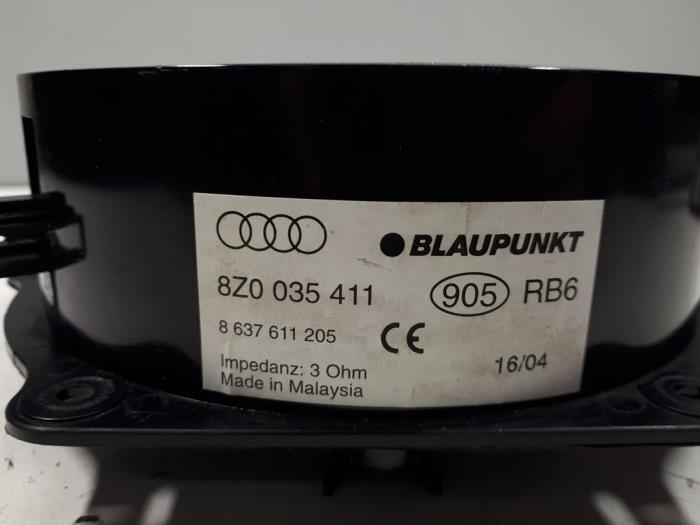 BLAUPUNKT
8Z0 035 411 905 RB6
8 637 611 205 CE
Impedanz: 3 Ohm 16/04
Made in Malaysia